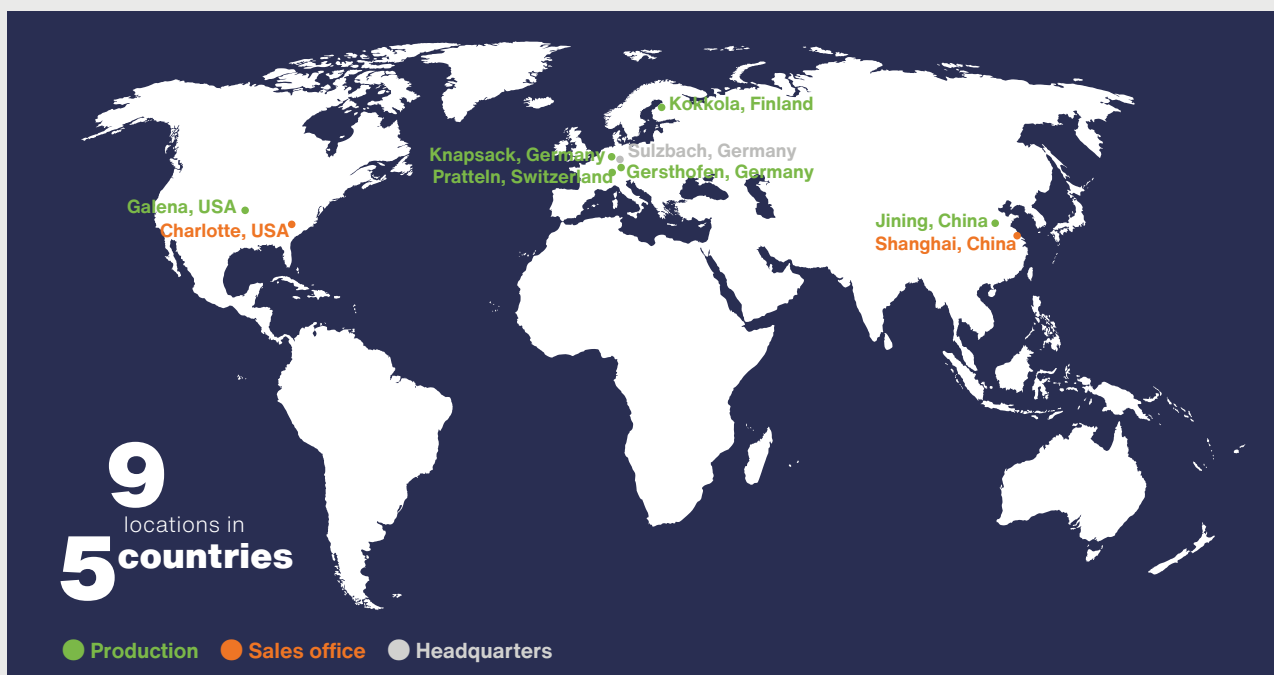 Kokkola, Finland
Knapsack, Germany
Sulzbach, Germany
Pratteln, Switzerland
Gersthofen, Germany
Galena, USA
Charlotte, USA
Jining, China
Shanghai, China
9
locations in
5 countries
Production
Sales office
Headquarters